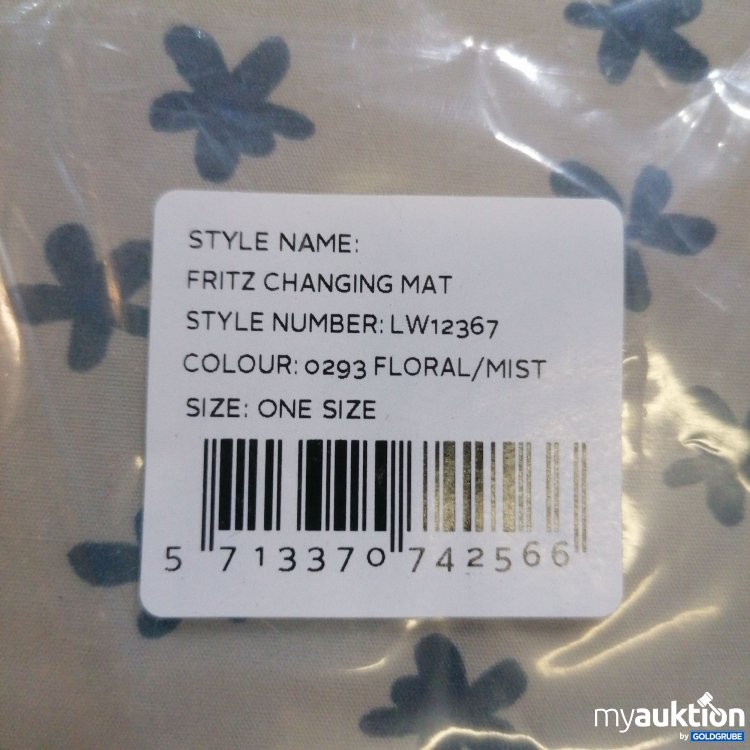 STYLE NAME:
FRITZ CHANGING MAT
STYLE NUMBER: LW12367
COLOUR: 0293 FLORAL/MIST
SIZE: ONE SIZE
5 713370 742566
myauktion
by GOLDGRUBE